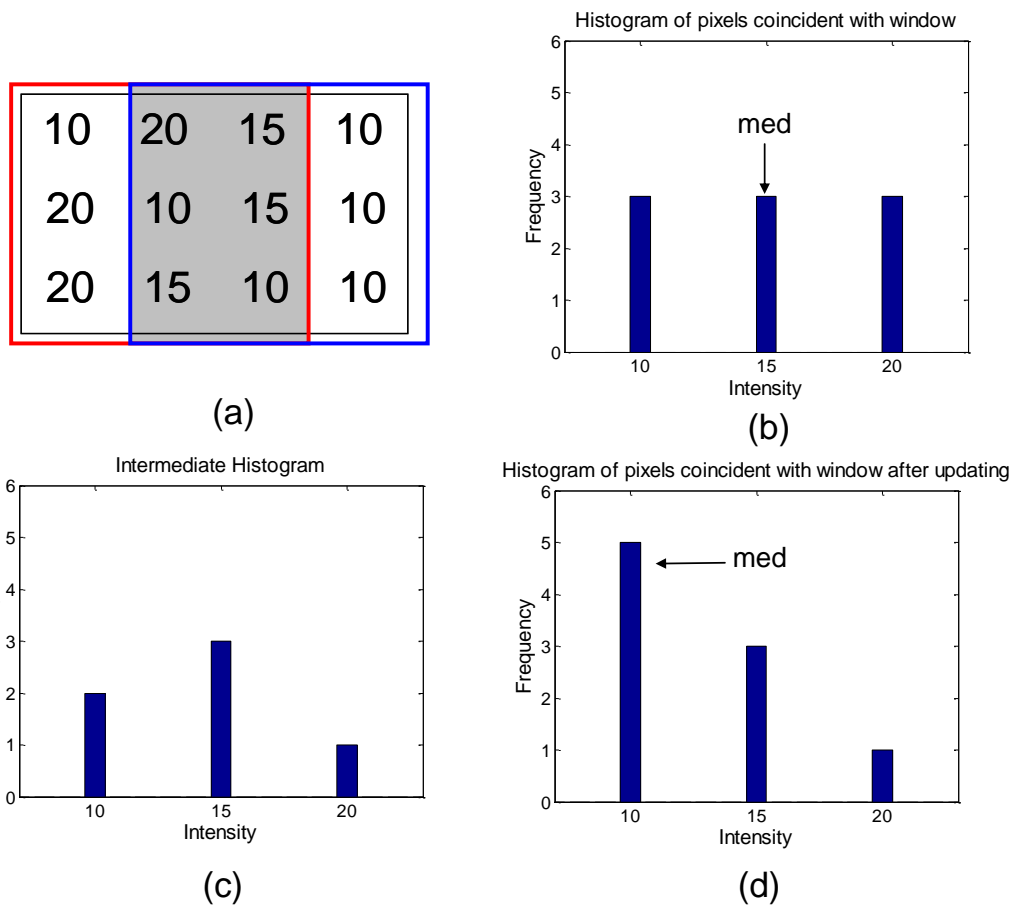 10 20 15 10
20 10 15 10
20 15 10 10
(a)
Histogram of pixels coincident with window
6
5
4
3
2
1
0
Frequency
med
10 15 20
Intensity
(b)
Intermediate Histogram
6
5
4
3
2
1
0
10 15 20
Intensity
(c)
Histogram of pixels coincident with window after updating
6
5
4
3
2
1
0
Frequency
med
10 15 20
Intensity
(d)